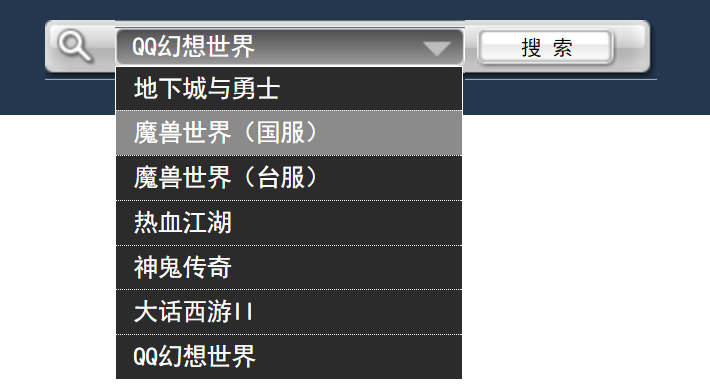 QQ幻想世界 搜 索
地下城与勇士
魔兽世界（国服）
魔兽世界（台服）
热血江湖
神鬼传奇
大话西游II
QQ幻想世界